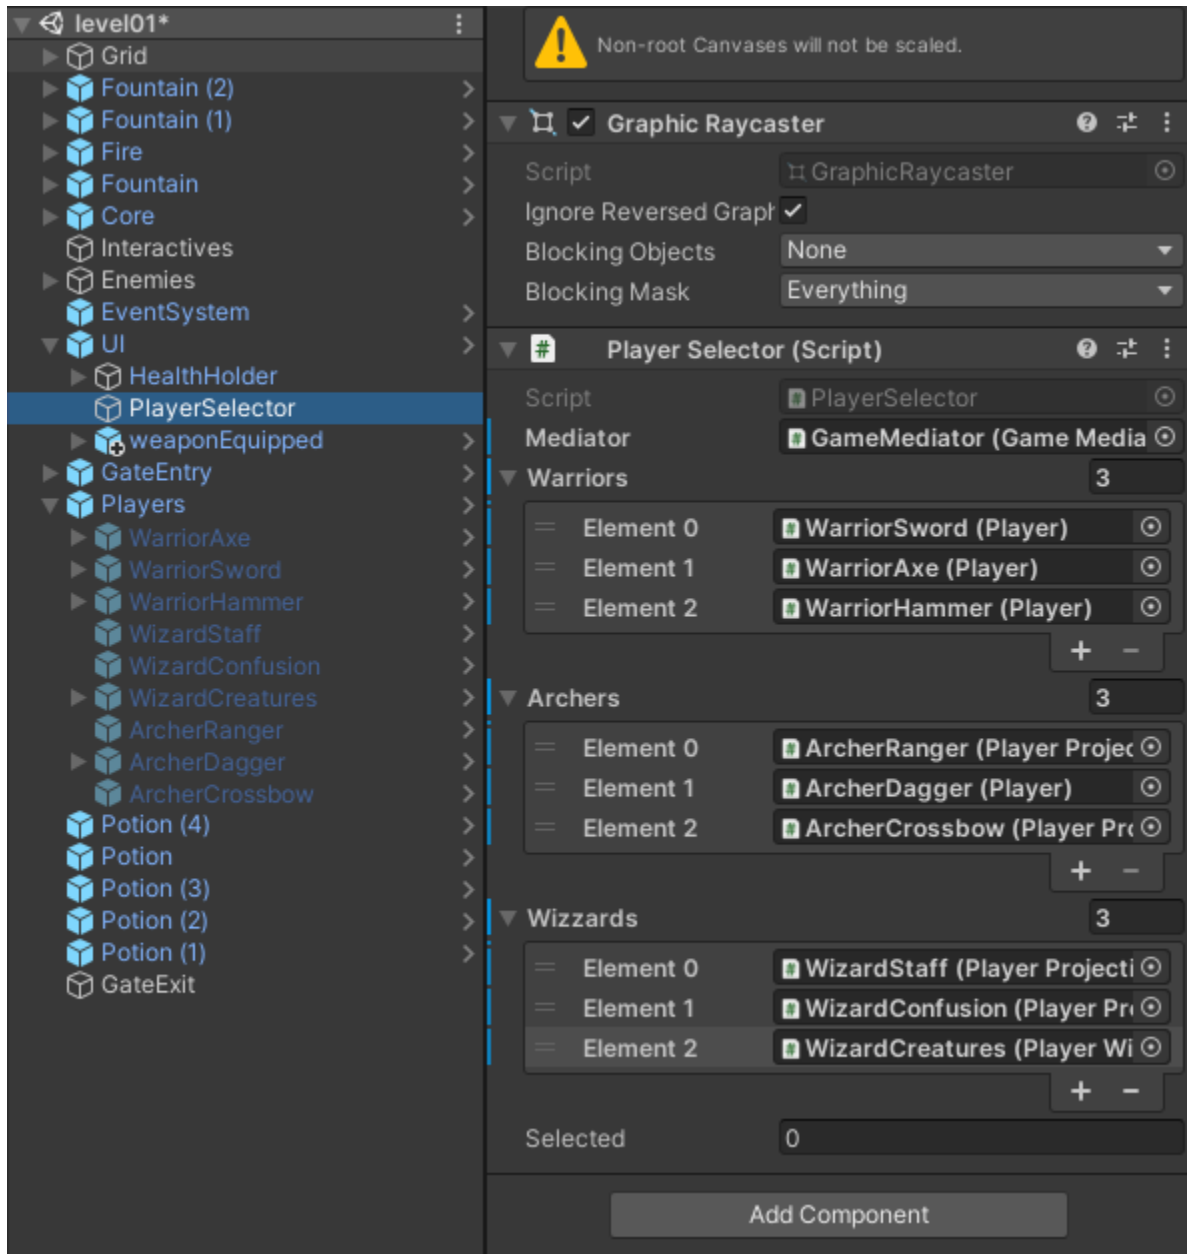 level01*
Grid
Fountain (2)
Fountain (1)
Fire
Fountain
Core
Interactives
Enemies
EventSystem
UI
HealthHolder
PlayerSelector
weaponEquipped
GateEntry
Players
WarriorAxe
WarriorSword
WarriorHammer
WizardStaff
WizardConfusion
WizardCreatures
ArcherRanger
ArcherDagger
ArcherCrossbow
Potion (4)
Potion
Potion (3)
Potion (2)
Potion (1)
GateExit
Non-root Canvases will not be scaled.
Graphic Raycaster
Script GraphicRaycaster
Ignore Reversed Graph
Blocking Objects None
Blocking Mask Everything
# Player Selector (Script)
Script PlayerSelector
Mediator GameMediator (Game Media
Warriors 3
Element 0 WarriorSword (Player)
Element 1 WarriorAxe (Player)
Element 2 WarriorHammer (Player)
+ −
Archers 3
Element 0 ArcherRanger (Player Projec
Element 1 ArcherDagger (Player)
Element 2 ArcherCrossbow (Player Pro
+ −
Wizzards 3
Element 0 WizardStaff (Player Projecti
Element 1 WizardConfusion (Player Pro
Element 2 WizardCreatures (Player Wi
+ −
Selected 0
Add Component